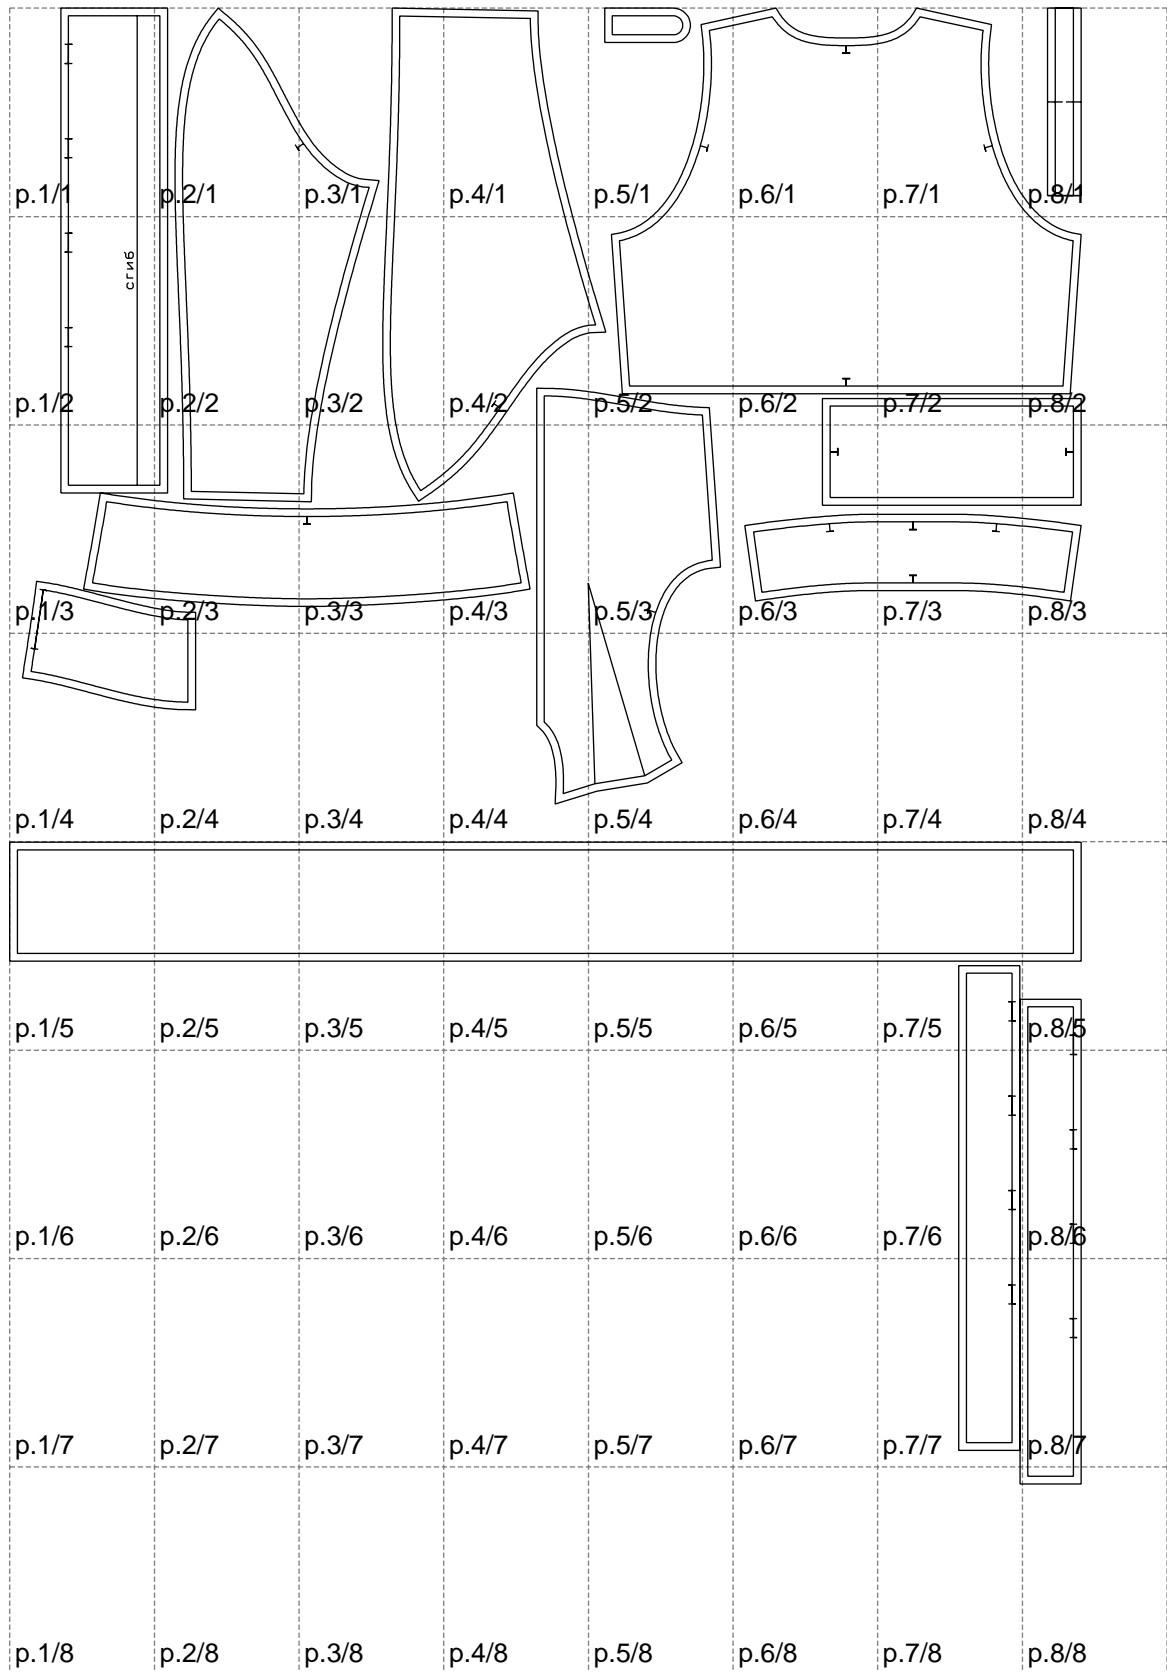 p.1/1 p.2/1 p.3/1 p.4/1 p.5/1 p.6/1 p.7/1 p.8/1
сгиб
p.1/2 p.2/2 p.3/2 p.4/2 p.5/2 p.6/2 p.7/2 p.8/2
p.1/3 p.2/3 p.3/3 p.4/3 p.5/3 p.6/3 p.7/3 p.8/3
p.1/4 p.2/4 p.3/4 p.4/4 p.5/4 p.6/4 p.7/4 p.8/4
p.1/5 p.2/5 p.3/5 p.4/5 p.5/5 p.6/5 p.7/5 p.8/5
p.1/6 p.2/6 p.3/6 p.4/6 p.5/6 p.6/6 p.7/6 p.8/6
p.1/7 p.2/7 p.3/7 p.4/7 p.5/7 p.6/7 p.7/7 p.8/7
p.1/8 p.2/8 p.3/8 p.4/8 p.5/8 p.6/8 p.7/8 p.8/8